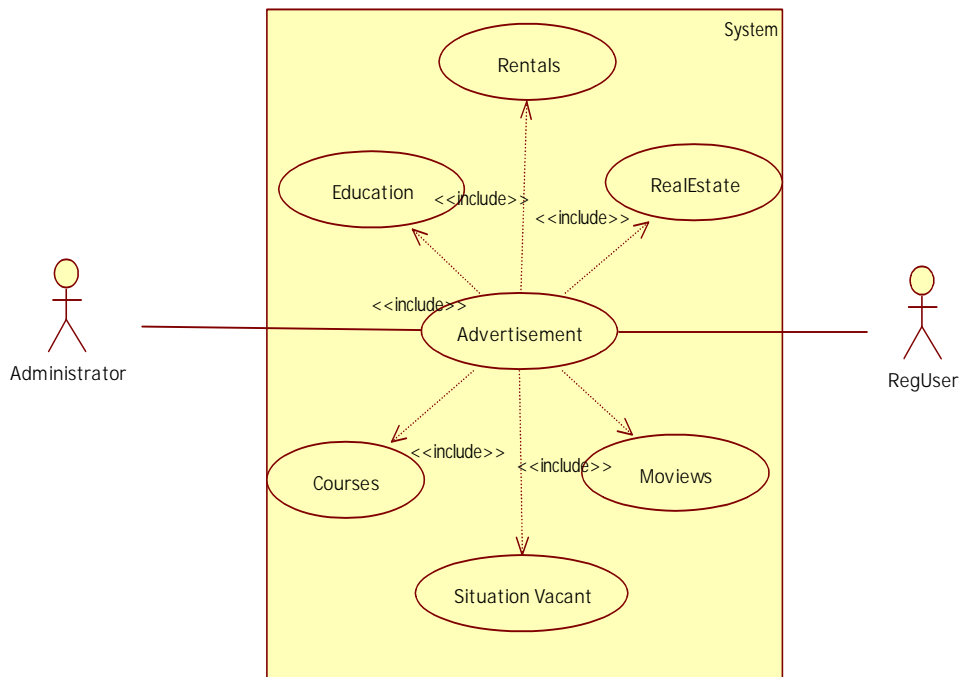 System
Rentals
Education
RealEstate
<<include>>
<<include>>
<<include>>
Advertisement
Administrator
RegUser
<<include>>
<<include>>
Courses
Moviews
Situation Vacant